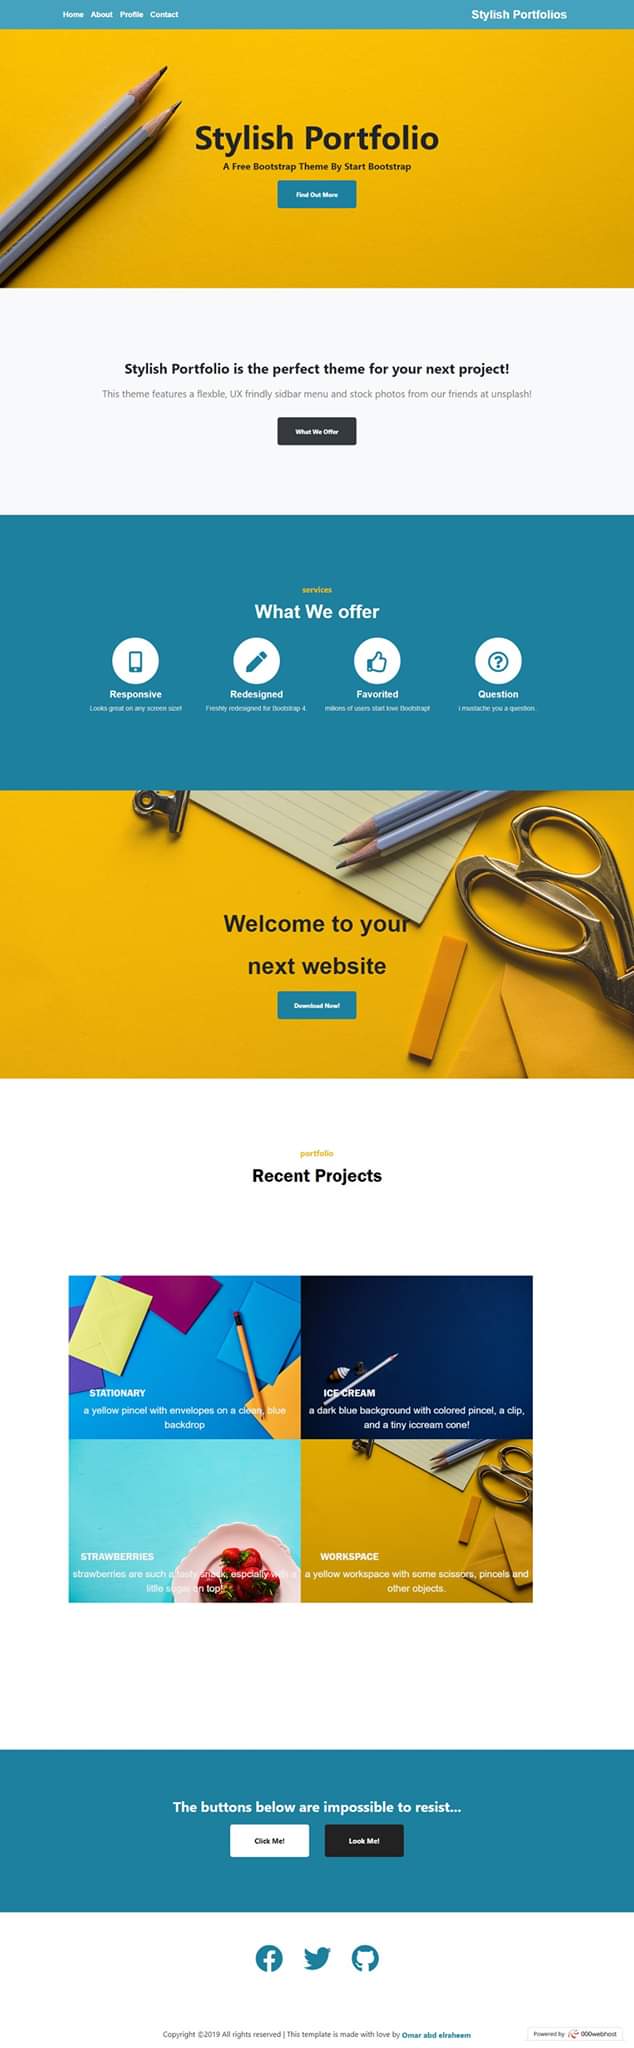 Home About Profile Contact
Stylish Portfolios
Stylish Portfolio
A Free Bootstrap Theme By Start Bootstrap
Find Out More
Stylish Portfolio is the perfect theme for your next project!
This theme features a flexble, UX frindly sidbar menu and stock photos from our friends at unsplash!
What We Offer
services
What We offer
Responsive
Looks great on any screen size!
Redesigned
Freshly redesigned for Bootstrap 4.
Favorited
milions of users start love Bootstrap!
Question
I mustache you a question.
Welcome to your
next website
Download Now!
portfolio
Recent Projects
STATIONARY
a yellow pincel with envelopes on a clean, blue
backdrop
ICE CREAM
a dark blue background with colored pincel, a clip,
and a tiny iccream cone!
STRAWBERRIES
strawberries are such a tasty snack, espcially with a
litlle sugar on top!
WORKSPACE
a yellow workspace with some scissors, pincels and
other objects.
The buttons below are impossible to resist...
Click Me!
Look Me!
Copyright ©2019 All rights reserved | This template is made with love by Omar abd elraheem
Powered by 000webhost